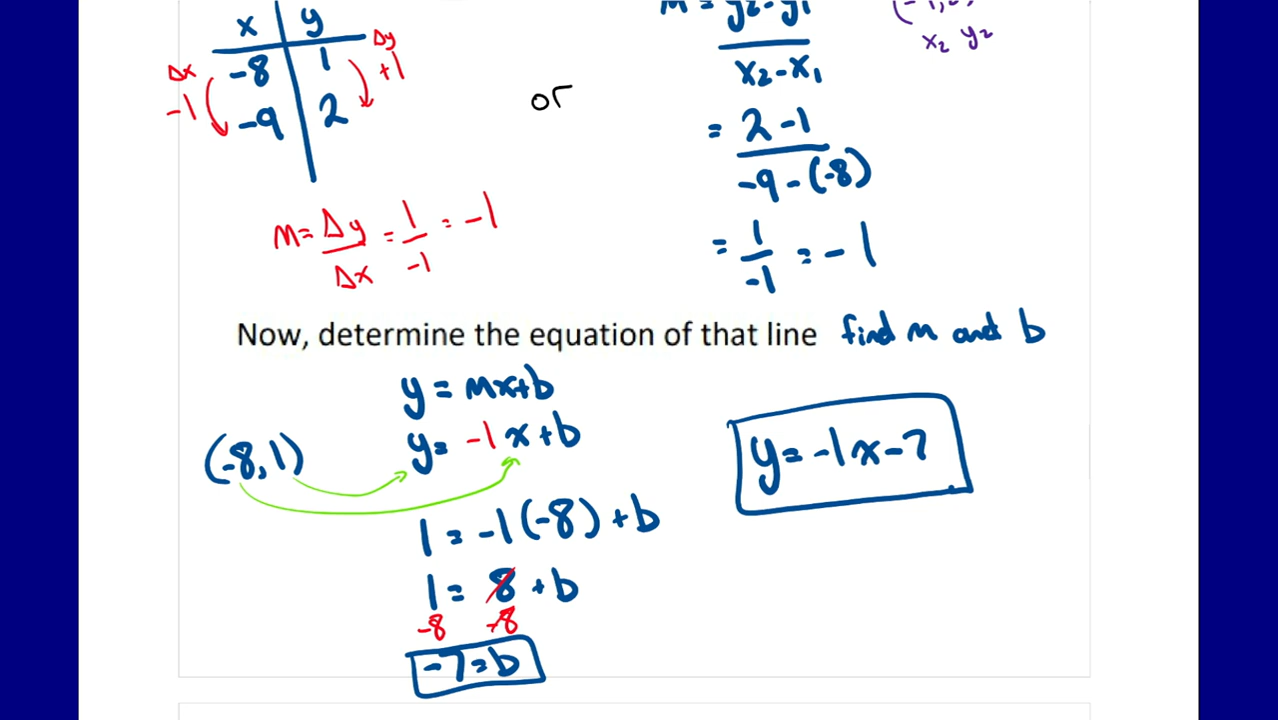 x y
Δx -8 1 Δy
-1 -9 2 +1
or
m = Δy/Δx = 1/-1 = -1
m = y2-y1
x2-x1
= 2-1
-9-(-8)
= 1/-1 = -1
x2 y2
Now, determine the equation of that line find m and b
y = mx+b
(-8,1) y= -1x+b
1 = -1(-8)+b
1 = 8 + b
-8 -8
-7=b
y= -1x-7